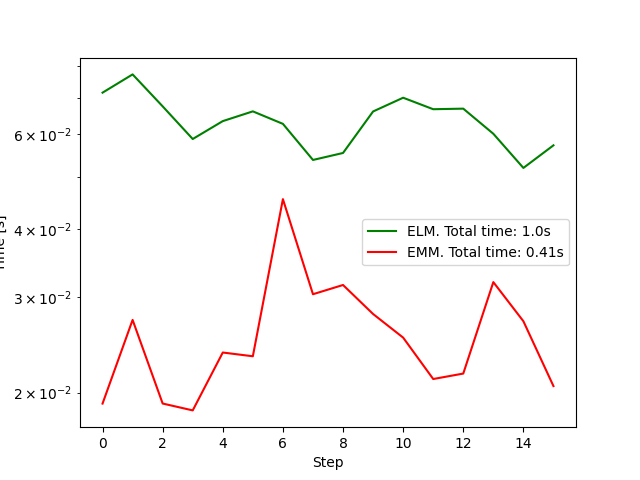 6 × 10⁻²
4 × 10⁻²
3 × 10⁻²
2 × 10⁻²
ELM. Total time: 1.0s
EMM. Total time: 0.41s
0 2 4 6 8 10 12 14
Step